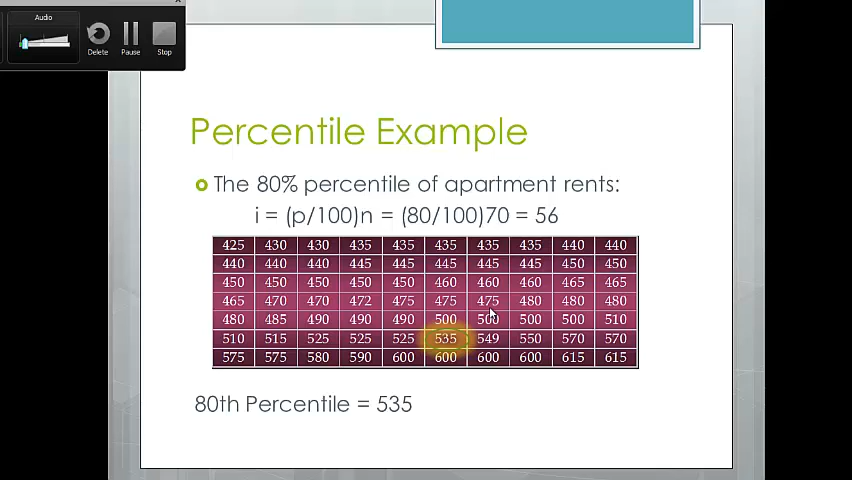 Audio
Delete
Pause
Stop
Percentile Example
The 80% percentile of apartment rents:
i = (p/100)n = (80/100)70 = 56
425 430 430 435 435 435 435 435 440 440
440 440 440 445 445 445 445 445 450 450
450 450 450 450 450 460 460 460 465 465
465 470 470 472 475 475 475 480 480 480
480 485 490 490 490 500 500 500 500 510
510 515 525 525 525 535 549 550 570 570
575 575 580 590 600 600 600 600 615 615
80th Percentile = 535